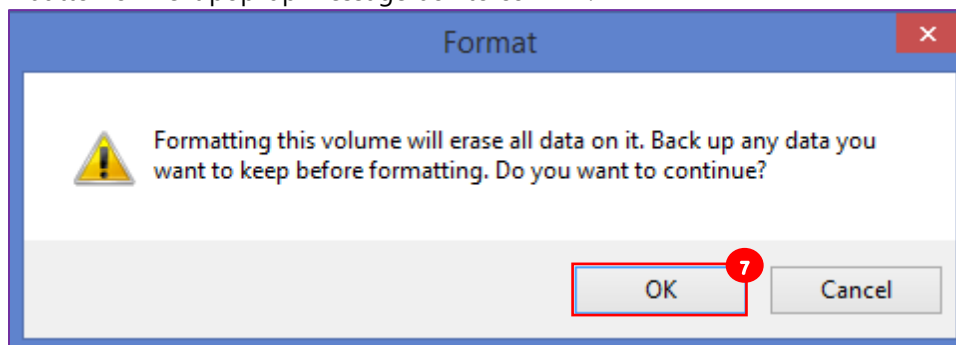 Format
Formatting this volume will erase all data on it. Back up any data you
want to keep before formatting. Do you want to continue?
7
OK
Cancel